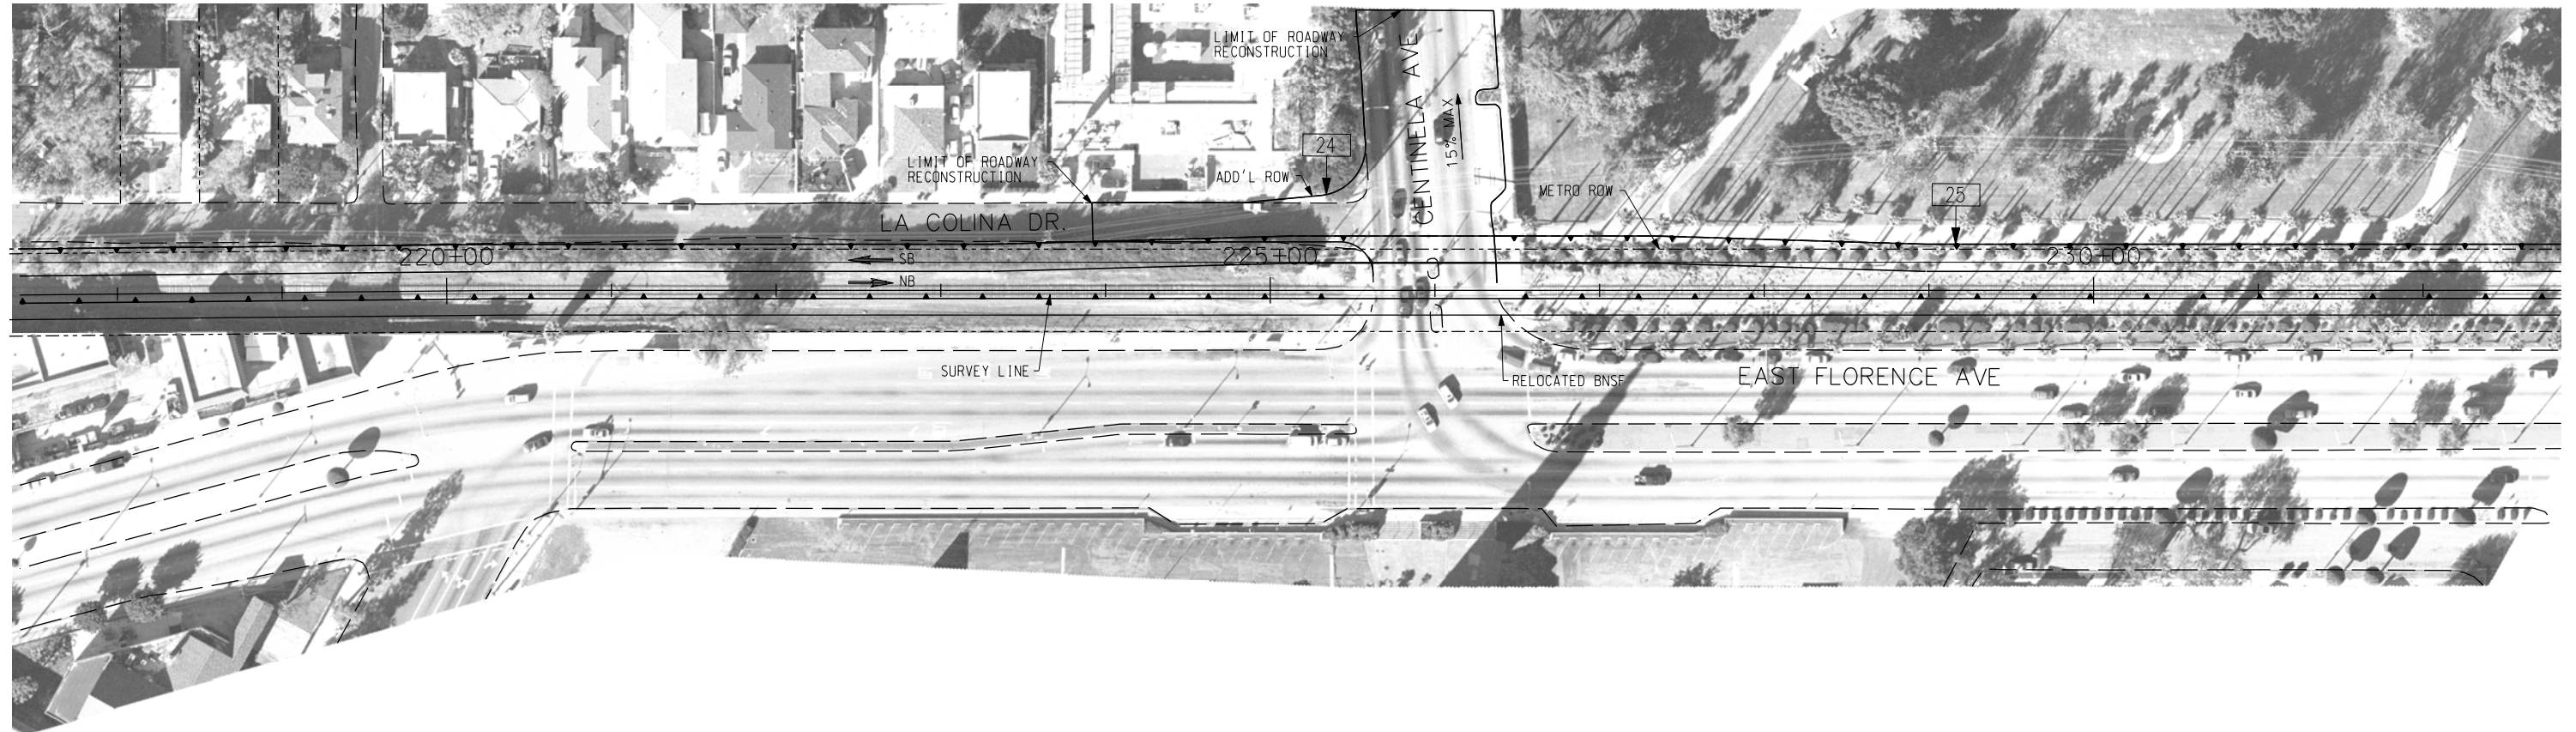 LIMIT OF ROADWAY
RECONSTRUCTION
CENTINELA AVE
15% MAX
24
LIMIT OF ROADWAY
RECONSTRUCTION
ADD'L ROW
METRO ROW
25
LA COLINA DR.
220+00
SB
225+00
230+00
NB
SURVEY LINE
RELOCATED BNSF
EAST FLORENCE AVE